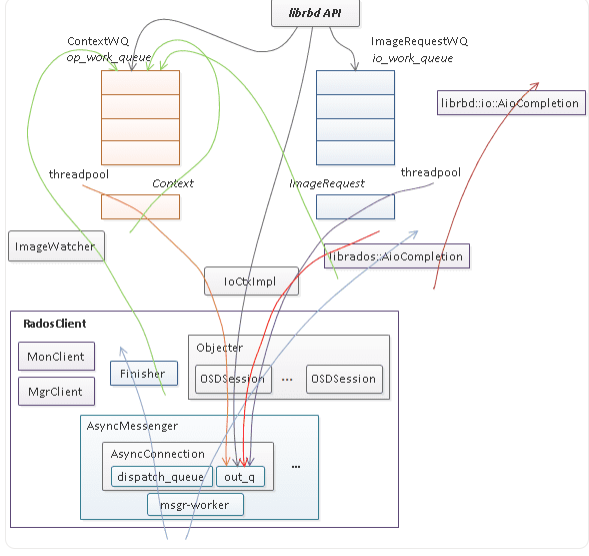 librbd API
ContextWQ
op_work_queue
ImageRequestWQ
io_work_queue
librbd::io::AioCompletion
threadpool
threadpool
Context
ImageRequest
ImageWatcher
librados::AioCompletion
IoCtxImpl
RadosClient
MonClient
MgrClient
Finisher
Objecter
OSDSession
...
OSDSession
AsyncMessenger
AsyncConnection
dispatch_queue
out_q
...
msgr-worker